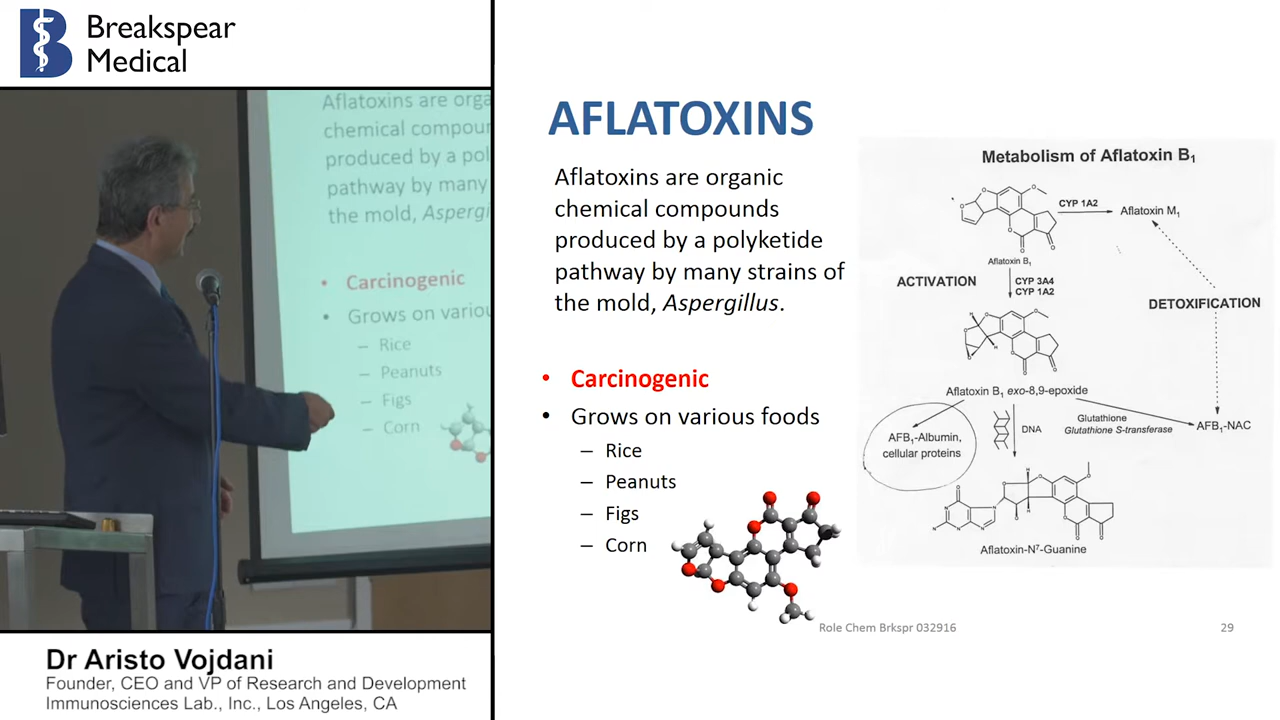 Breakspear
Medical
Aflatoxins are orga
chemical compoun
produced by a pol
pathway by many
the mold, Aspergi
• Carcinogenic
• Grows on variou
– Rice
– Peanuts
– Figs
– Corn
Dr Aristo Vojdani
Founder, CEO and VP of Research and Development
Immunosciences Lab., Inc., Los Angeles, CA
AFLATOXINS
Aflatoxins are organic
chemical compounds
produced by a polyketide
pathway by many strains of
the mold, Aspergillus.
• Carcinogenic
• Grows on various foods
– Rice
– Peanuts
– Figs
– Corn
Metabolism of Aflatoxin B₁
CYP 1A2
Aflatoxin M₁
Aflatoxin B₁
ACTIVATION
CYP 3A4
CYP 1A2
DETOXIFICATION
Aflatoxin B₁ exo-8,9-epoxide
AFB₁-Albumin,
cellular proteins
DNA
Glutathione
Glutathione S-transferase
AFB₁-NAC
Aflatoxin-N⁷-Guanine
Role Chem Brkspr 032916
29